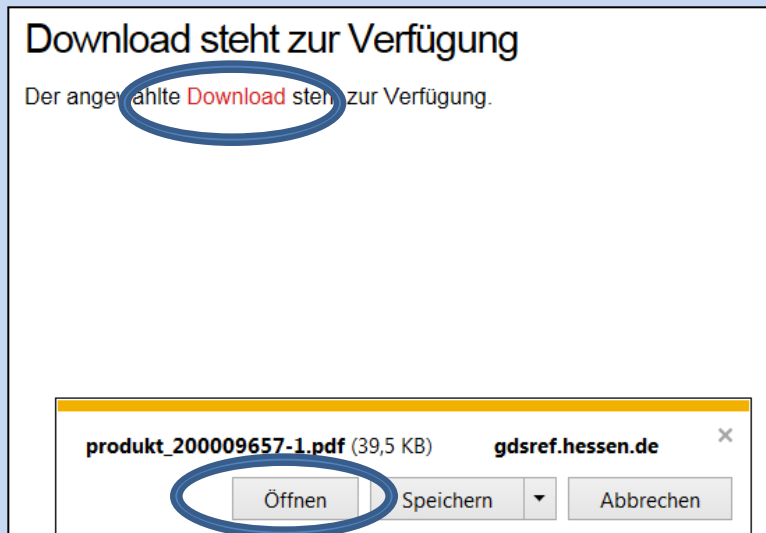 Download steht zur Verfügung
Der angewählte Download steht zur Verfügung.
produkt_200009657-1.pdf (39,5 KB) gdsref.hessen.de ×
Öffnen Speichern Abbrechen